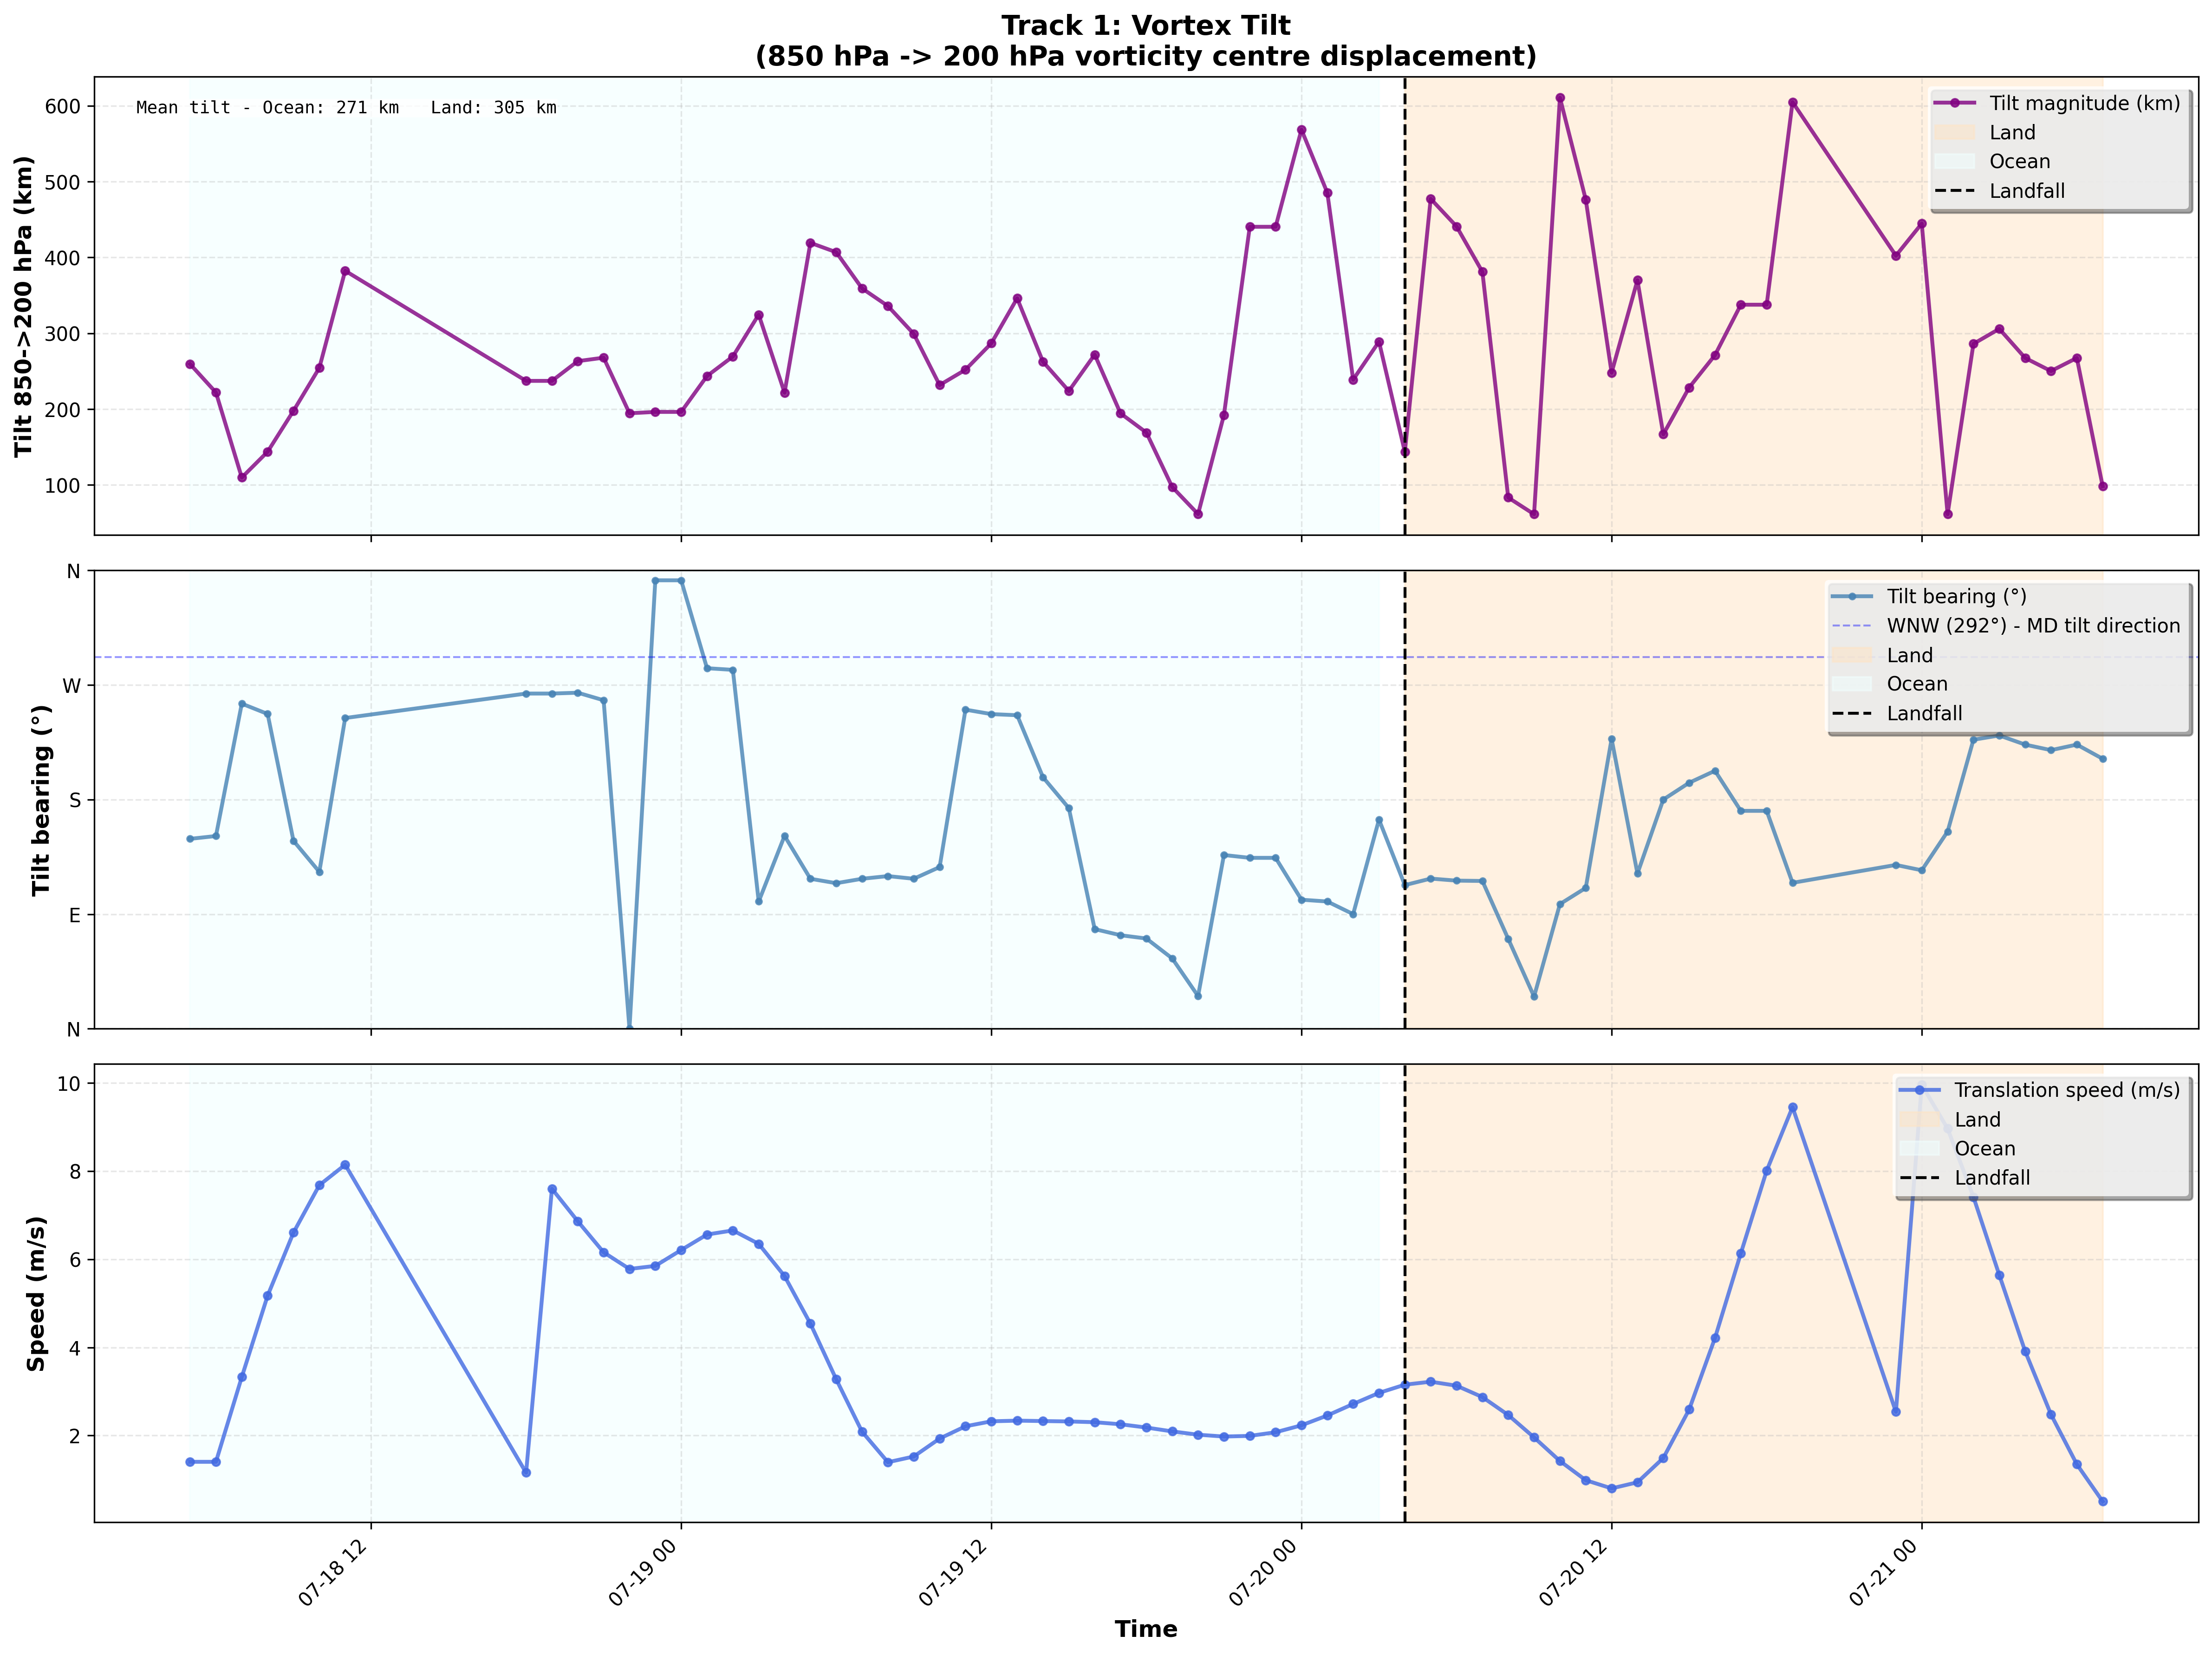 Track 1: Vortex Tilt
(850 hPa -> 200 hPa vorticity centre displacement)
Mean tilt - Ocean: 271 km   Land: 305 km
Tilt 850->200 hPa (km)
600
500
400
300
200
100
Tilt magnitude (km)
Land
Ocean
Landfall
Tilt bearing (°)
N
W
S
E
N
Tilt bearing (°)
WNW (292°) - MD tilt direction
Land
Ocean
Landfall
Speed (m/s)
10
8
6
4
2
Translation speed (m/s)
Land
Ocean
Landfall
07-18 12
07-19 00
07-19 12
07-20 00
07-20 12
07-21 00
Time